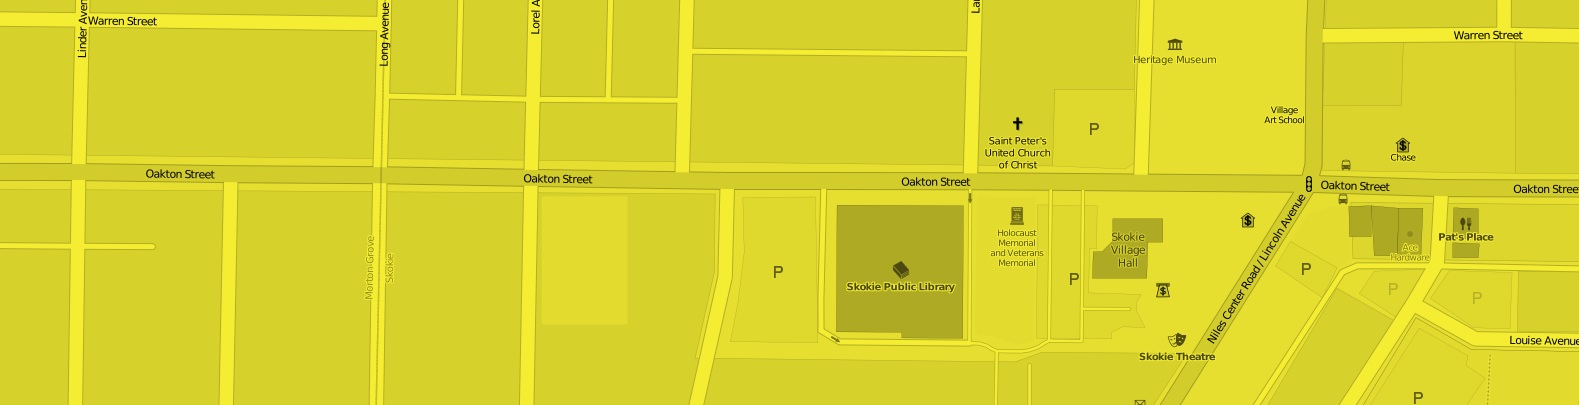 Linder Aven
Warren Street
Long Avenue
Lorel A
Lar
Heritage Museum
Warren Street
Village
Art School
P
Saint Peter's
United Church
of Christ
Chase
Oakton Street
Oakton Street
Oakton Street
Oakton Street
Oakton Stree
Morton Grove
Skokie
P
Skokie Public Library
Holocaust
Memorial
and Veterans
Memorial
P
Skokie
Village
Hall
Niles Center Road / Lincoln Avenue
P
Ace
Hardware
Pat's Place
P
P
Skokie Theatre
Louise Avenue
P